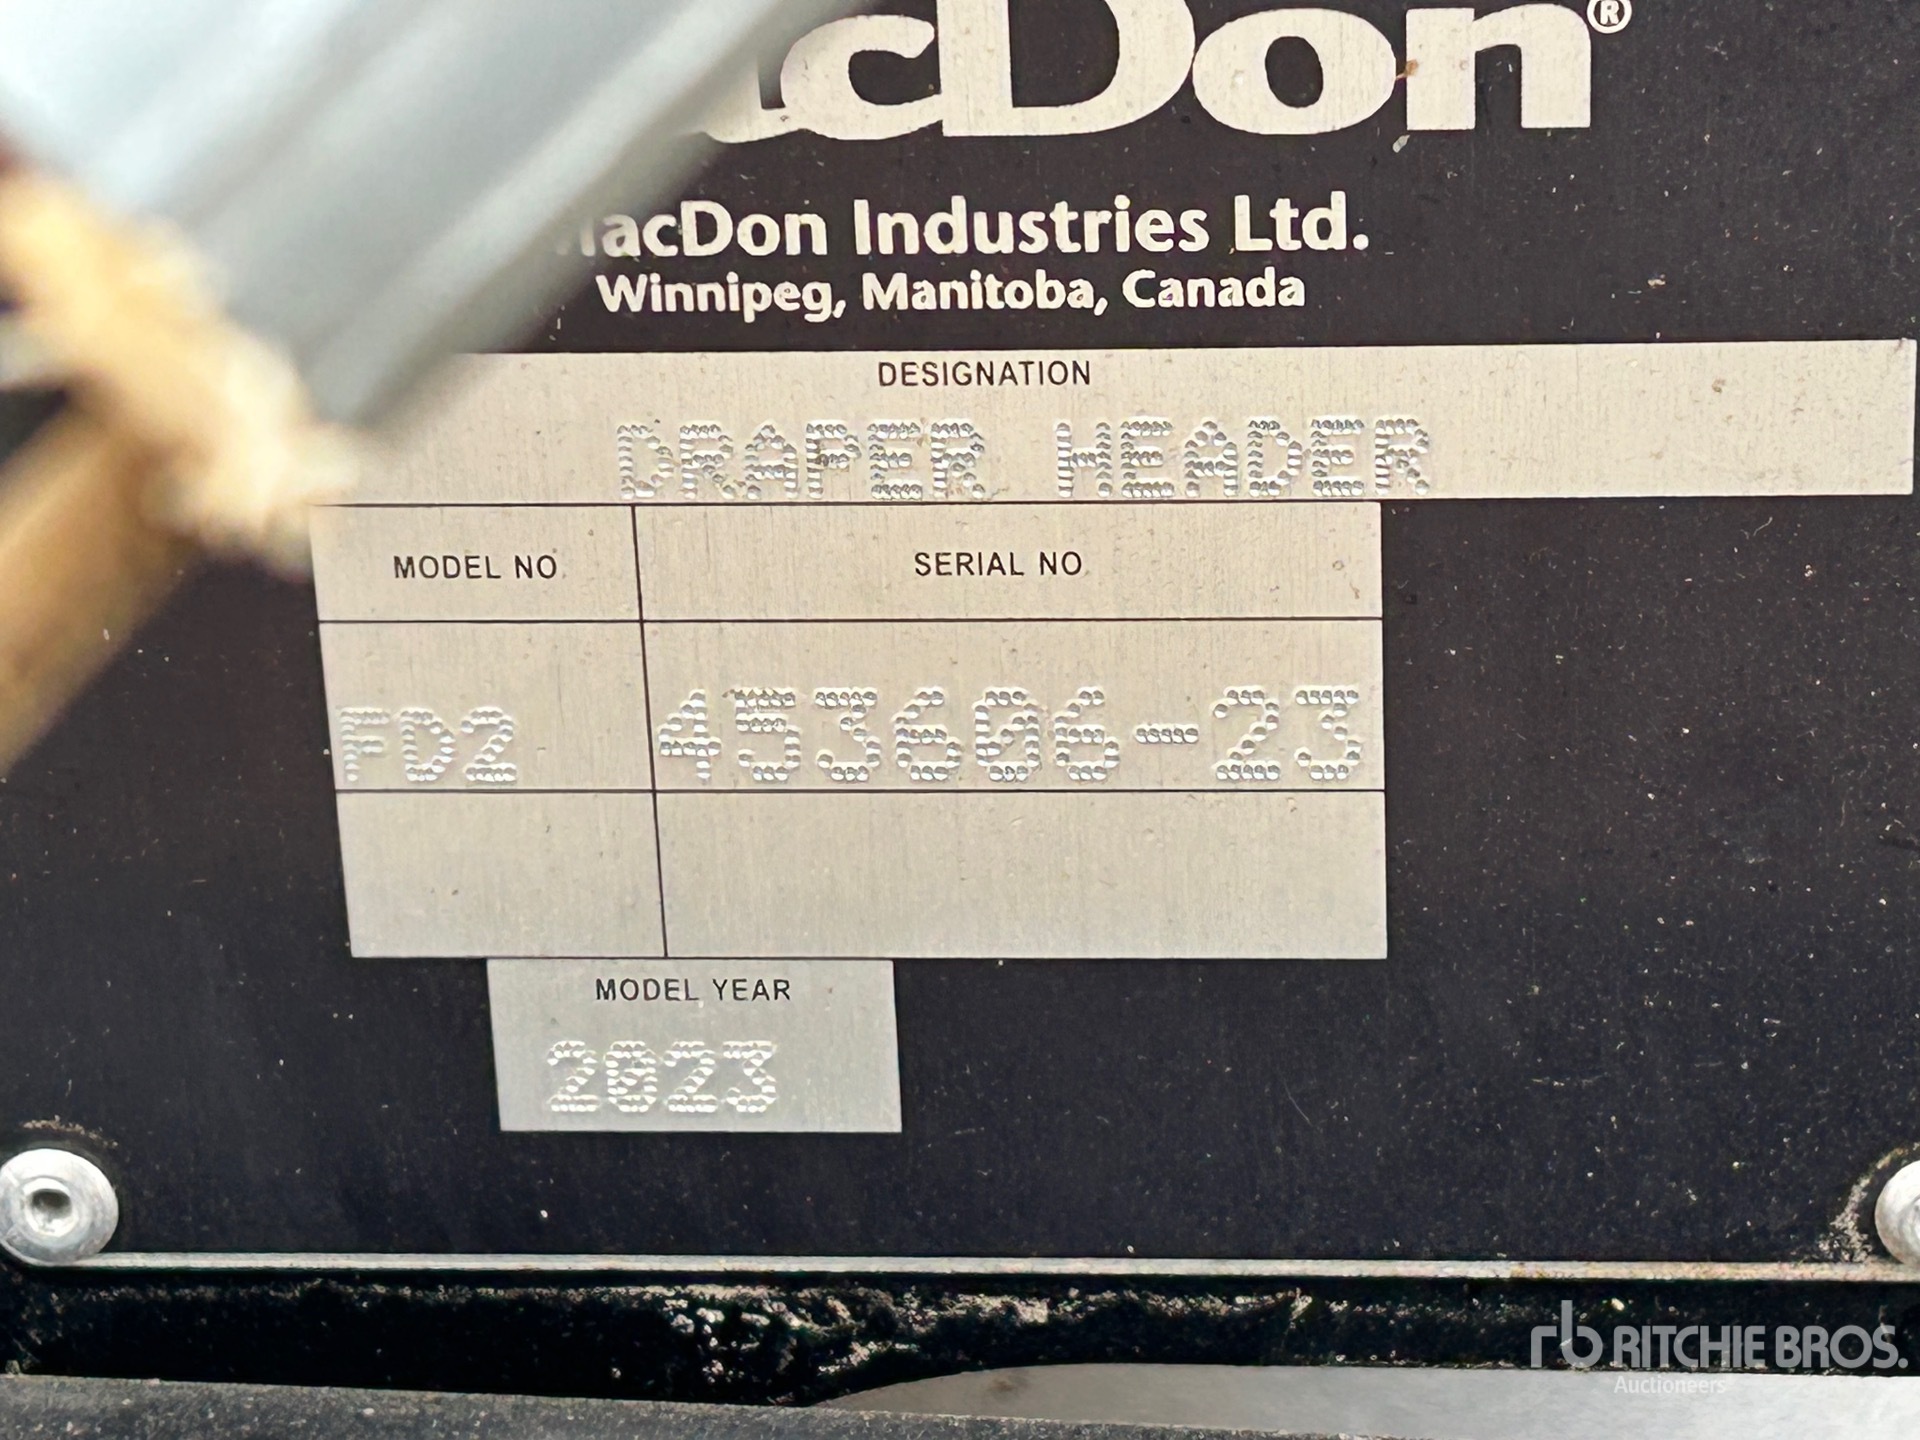 MacDon®
MacDon Industries Ltd.
Winnipeg, Manitoba, Canada
DESIGNATION
DRAPER HEADER
MODEL NO.
SERIAL NO.
FD2
453606-23
MODEL YEAR
2023
rb RITCHIE BROS.
Auctioneers